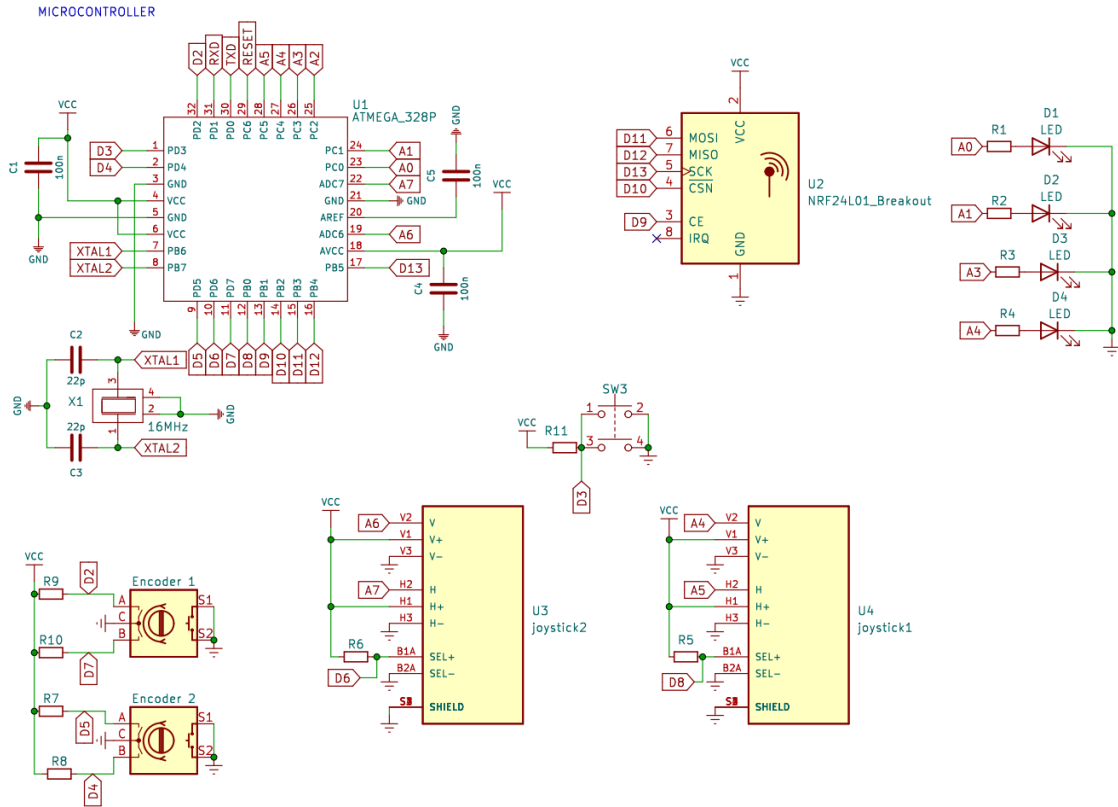 MICROCONTROLLER
D2 RXD TXD RESET A5 A4 A3 A2
32 31 30 29 28 27 26 25
PD2 PD1 PD0 PC6 PC5 PC4 PC3 PC2
U1
ATMEGA_328P
VCC
C1
100n
GND
D3 1 PD3
D4 2 PD4
3 GND
4 VCC
5 GND
6 VCC
XTAL1 7 PB6
XTAL2 8 PB7
PC1 24 A1
PC0 23 A0
ADC7 22 A7
GND 21 GND
AREF 20
ADC6 19 A6
AVCC 18
PB5 17 D13
GND
C5
100n
VCC
C4
100n
GND
PD5 PD6 PD7 PB0 PB1 PB2 PB3 PB4
9 10 11 12 13 14 15 16
D5 D6 D7 D8 D9 D10 D11 D12
GND
C2
22p
XTAL1
GND
X1
3
4
2
1
GND
16MHz
22p
C3
XTAL2
VCC
2
VCC
D11 6 MOSI
D12 7 MISO
D13 5 SCK
D10 4 CSN
D9 3 CE
8 IRQ
GND
1
U2
NRF24L01_Breakout
A0 R1 D1
LED
A1 R2 D2
LED
A3 R3 D3
LED
A4 R4 D4
LED
SW3
VCC
R11
1 2
3 4
D3
VCC
R9
D2
Encoder 1
A
C
B
S1
S2
R10
D7
R7
D5
Encoder 2
A
C
B
S1
S2
R8
D4
VCC
A6 V2 V
V1 V+
V3 V-
A7 H2 H
H1 H+
H3 H-
R6 B1A SEL+
D6 B2A SEL-
SHIELD
U3
joystick2
VCC
A4 V2 V
V1 V+
V3 V-
A5 H2 H
H1 H+
H3 H-
R5 B1A SEL+
D8 B2A SEL-
SHIELD
U4
joystick1